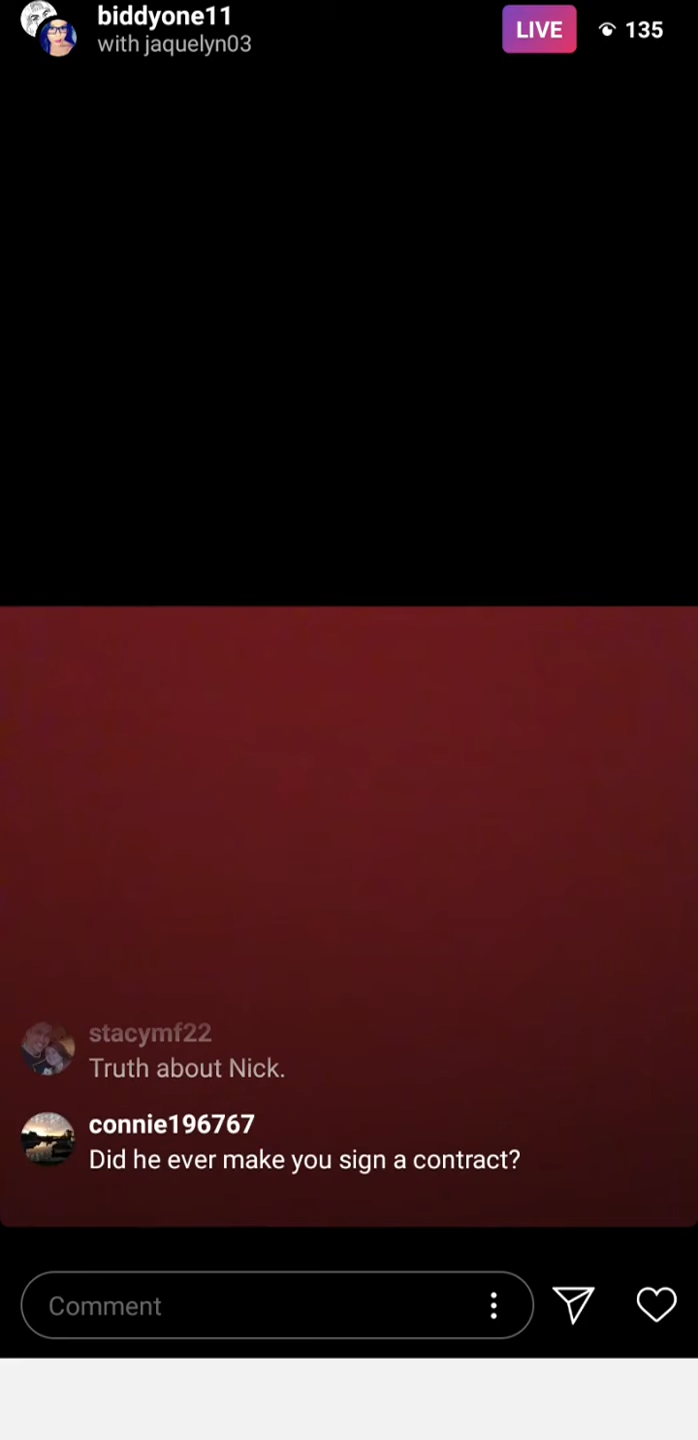 biddyone11
with jaquelyn03
LIVE
135
stacymf22
Truth about Nick.
connie196767
Did he ever make you sign a contract?
Comment